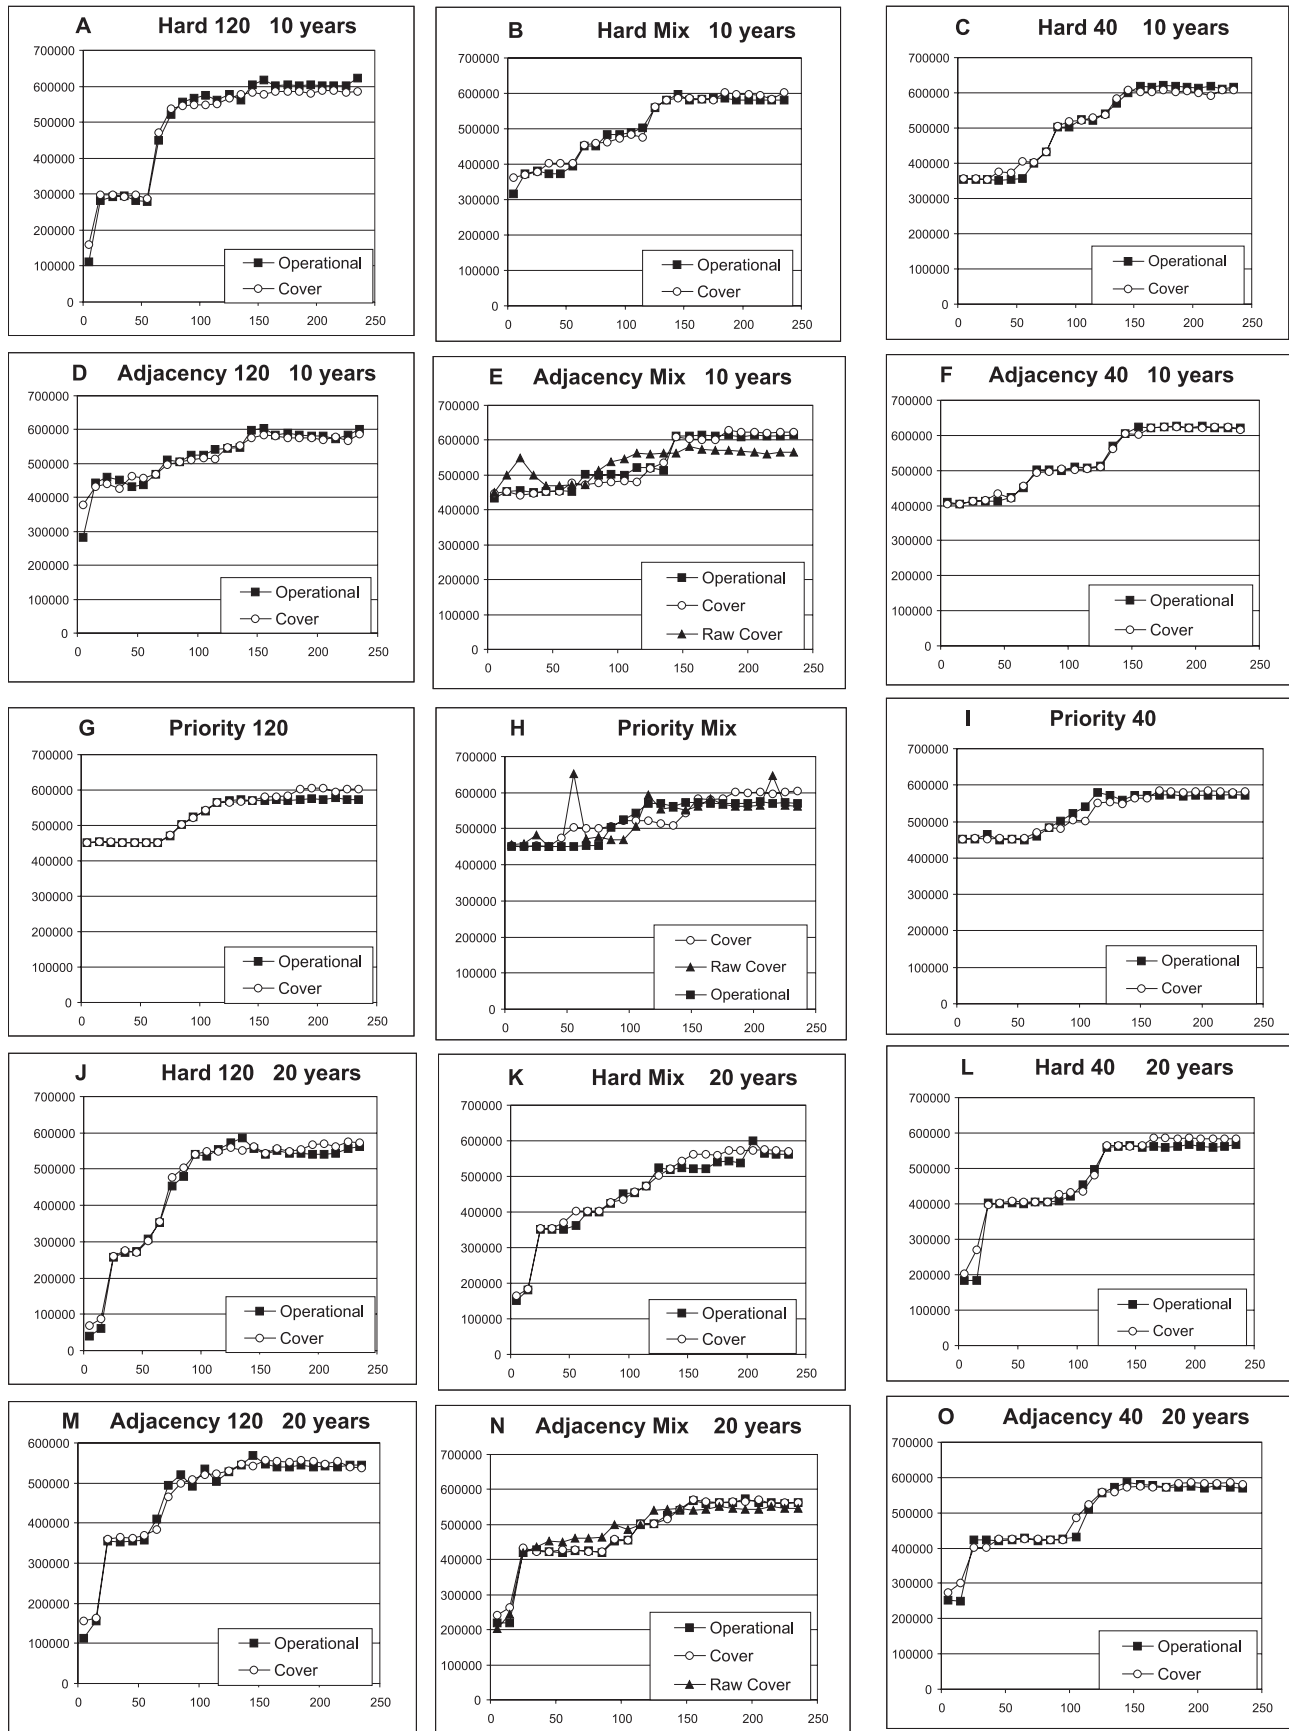 A Hard 120 10 years
700000
600000
500000
400000
300000
200000
100000
0
0 50 100 150 200 250
Operational
Cover
B Hard Mix 10 years
700000
600000
500000
400000
300000
200000
100000
0
0 50 100 150 200 250
Operational
Cover
C Hard 40 10 years
700000
600000
500000
400000
300000
200000
100000
0
0 50 100 150 200 250
Operational
Cover
D Adjacency 120 10 years
700000
600000
500000
400000
300000
200000
100000
0
0 50 100 150 200 250
Operational
Cover
E Adjacency Mix 10 years
700000
600000
500000
400000
300000
200000
100000
0
0 50 100 150 200 250
Operational
Cover
Raw Cover
F Adjacency 40 10 years
700000
600000
500000
400000
300000
200000
100000
0
0 50 100 150 200 250
Operational
Cover
G Priority 120
700000
600000
500000
400000
300000
200000
100000
0
0 50 100 150 200 250
Operational
Cover
H Priority Mix
700000
600000
500000
400000
300000
200000
100000
0
0 50 100 150 200 250
Cover
Raw Cover
Operational
I Priority 40
700000
600000
500000
400000
300000
200000
100000
0
0 50 100 150 200 250
Operational
Cover
J Hard 120 20 years
700000
600000
500000
400000
300000
200000
100000
0
0 50 100 150 200 250
Operational
Cover
K Hard Mix 20 years
700000
600000
500000
400000
300000
200000
100000
0
0 50 100 150 200 250
Operational
Cover
L Hard 40 20 years
700000
600000
500000
400000
300000
200000
100000
0
0 50 100 150 200 250
Operational
Cover
M Adjacency 120 20 years
600000
500000
400000
300000
200000
100000
0
0 50 100 150 200 250
Operational
Cover
N Adjacency Mix 20 years
700000
600000
500000
400000
300000
200000
100000
0
0 50 100 150 200 250
Operational
Cover
Raw Cover
O Adjacency 40 20 years
700000
600000
500000
400000
300000
200000
100000
0
0 50 100 150 200 250
Operational
Cover